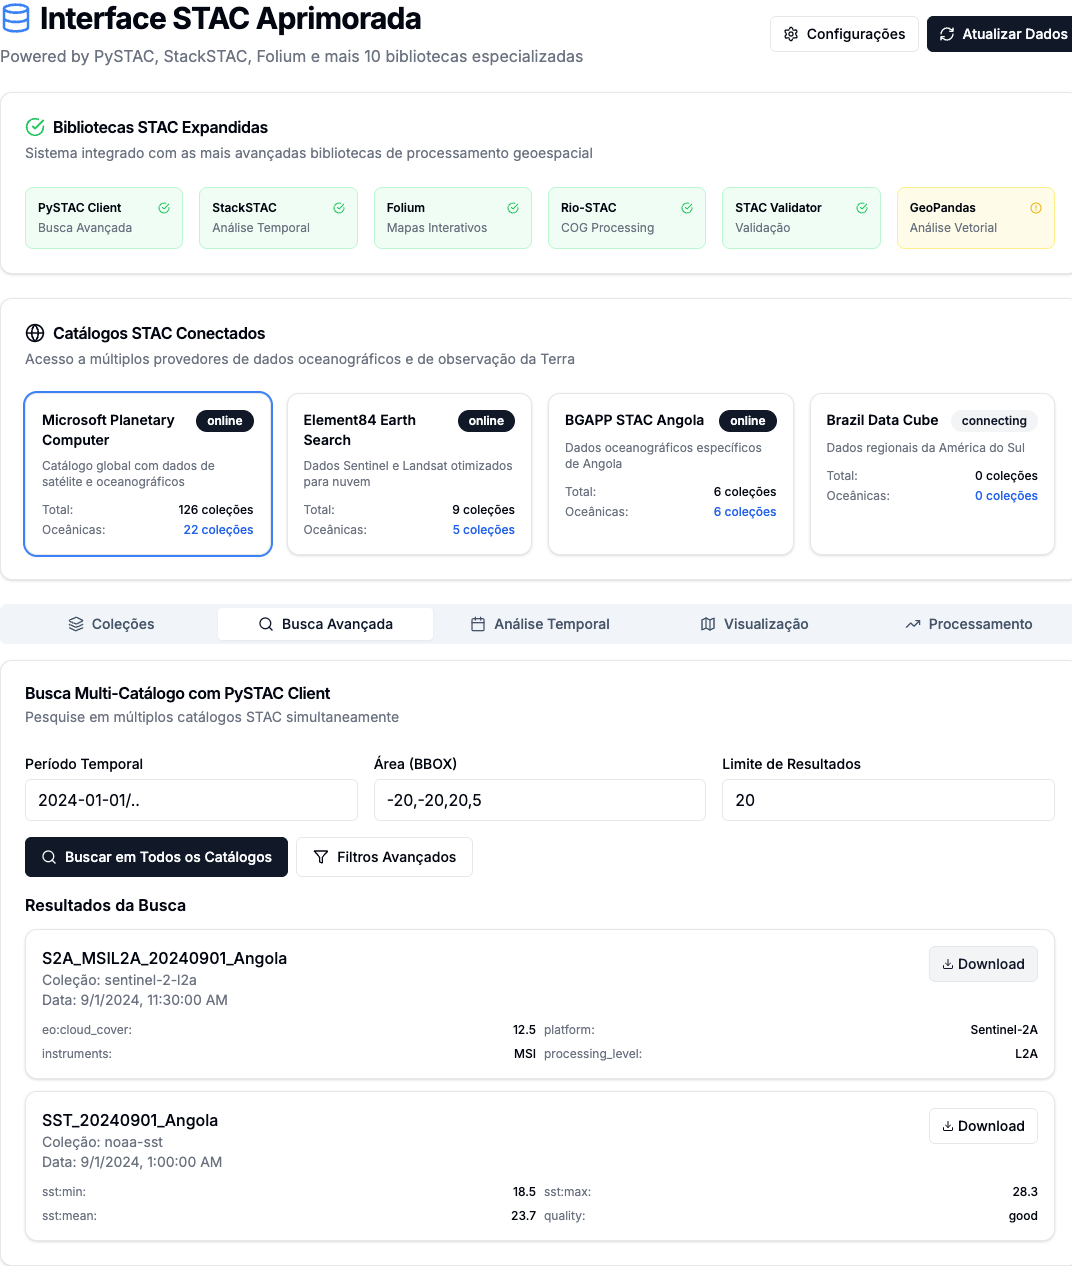 Interface STAC Aprimorada
Powered by PySTAC, StackSTAC, Folium e mais 10 bibliotecas especializadas
Configurações
Atualizar Dados
Bibliotecas STAC Expandidas
Sistema integrado com as mais avançadas bibliotecas de processamento geoespacial
PySTAC Client
Busca Avançada
StackSTAC
Análise Temporal
Folium
Mapas Interativos
Rio-STAC
COG Processing
STAC Validator
Validação
GeoPandas
Análise Vetorial
Catálogos STAC Conectados
Acesso a múltiplos provedores de dados oceanográficos e de observação da Terra
Microsoft Planetary
Computer
online
Catálogo global com dados de
satélite e oceanográficos
Total: 126 coleções
Oceânicas: 22 coleções
Element84 Earth
Search
online
Dados Sentinel e Landsat otimizados
para nuvem
Total: 9 coleções
Oceânicas: 5 coleções
BGAPP STAC Angola
online
Dados oceanográficos específicos
de Angola
Total: 6 coleções
Oceânicas: 6 coleções
Brazil Data Cube
connecting
Dados regionais da América do Sul
Total: 0 coleções
Oceânicas: 0 coleções
Coleções
Busca Avançada
Análise Temporal
Visualização
Processamento
Busca Multi-Catálogo com PySTAC Client
Pesquise em múltiplos catálogos STAC simultaneamente
Período Temporal
2024-01-01/..
Área (BBOX)
-20,-20,20,5
Limite de Resultados
20
Buscar em Todos os Catálogos
Filtros Avançados
Resultados da Busca
S2A_MSIL2A_20240901_Angola
Download
Coleção: sentinel-2-l2a
Data: 9/1/2024, 11:30:00 AM
eo:cloud_cover: 12.5 platform: Sentinel-2A
instruments: MSI processing_level: L2A
SST_20240901_Angola
Download
Coleção: noaa-sst
Data: 9/1/2024, 1:00:00 AM
sst:min: 18.5 sst:max: 28.3
sst:mean: 23.7 quality: good